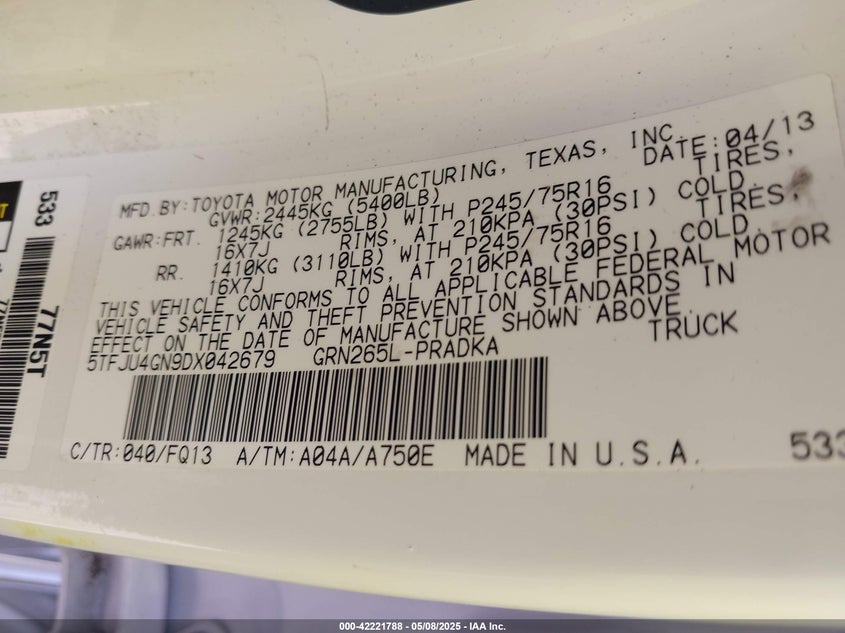 MFD.BY:TOYOTA MOTOR MANUFACTURING, TEXAS, INC.
DATE:04/13
GVWR:2445KG (5400LB)
GAWR:FRT. 1245KG (2755LB) WITH P245/75R16 TIRES,
16X7J RIMS, AT 210KPA (30PSI) COLD.
RR. 1410KG (3110LB) WITH P245/75R16 TIRES,
16X7J RIMS, AT 210KPA (30PSI) COLD.
THIS VEHICLE CONFORMS TO ALL APPLICABLE FEDERAL MOTOR
VEHICLE SAFETY AND THEFT PREVENTION STANDARDS IN
EFFECT ON THE DATE OF MANUFACTURE SHOWN ABOVE.
5TFJU4GN9DX042679 GRN265L-PRADKA TRUCK
C/TR:040/FQ13 A/TM:A04A/A750E MADE IN U.S.A.
533
533
77N5T
000-42221788 - 05/08/2025 - IAA Inc.